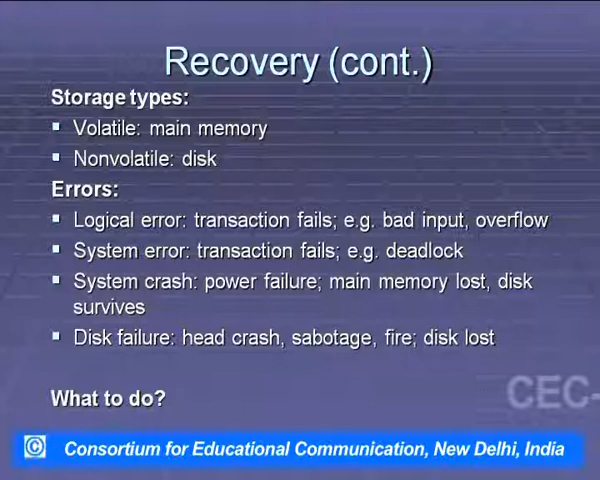 Recovery (cont.)
Storage types:
▪ Volatile: main memory
▪ Nonvolatile: disk
Errors:
▪ Logical error: transaction fails; e.g. bad input, overflow
▪ System error: transaction fails; e.g. deadlock
▪ System crash: power failure; main memory lost, disk
survives
▪ Disk failure: head crash, sabotage, fire; disk lost
What to do?
CEC-
© Consortium for Educational Communication, New Delhi, India